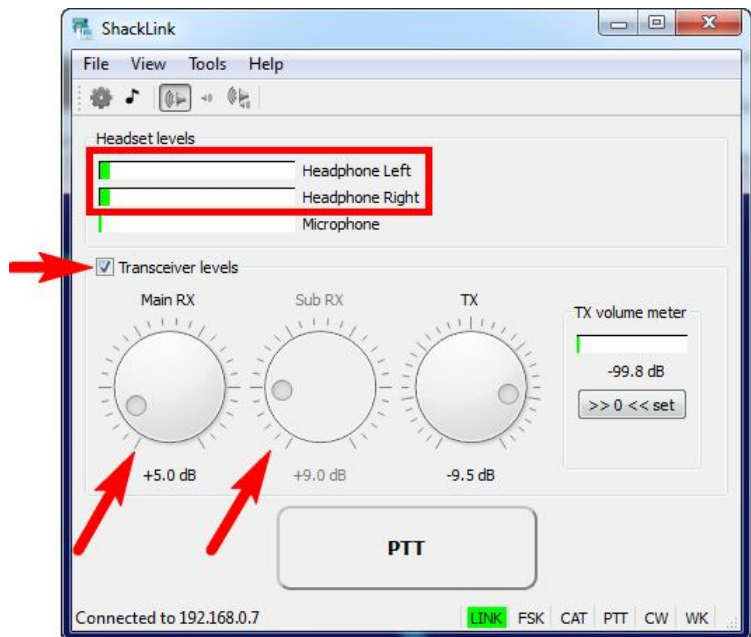 ShackLink
File View Tools Help
Headset levels
Headphone Left
Headphone Right
Microphone
Transceiver levels
Main RX
Sub RX
TX
TX volume meter
-99.8 dB
>> 0 << set
+5.0 dB
+9.0 dB
-9.5 dB
PTT
Connected to 192.168.0.7 LINK FSK CAT PTT CW WK